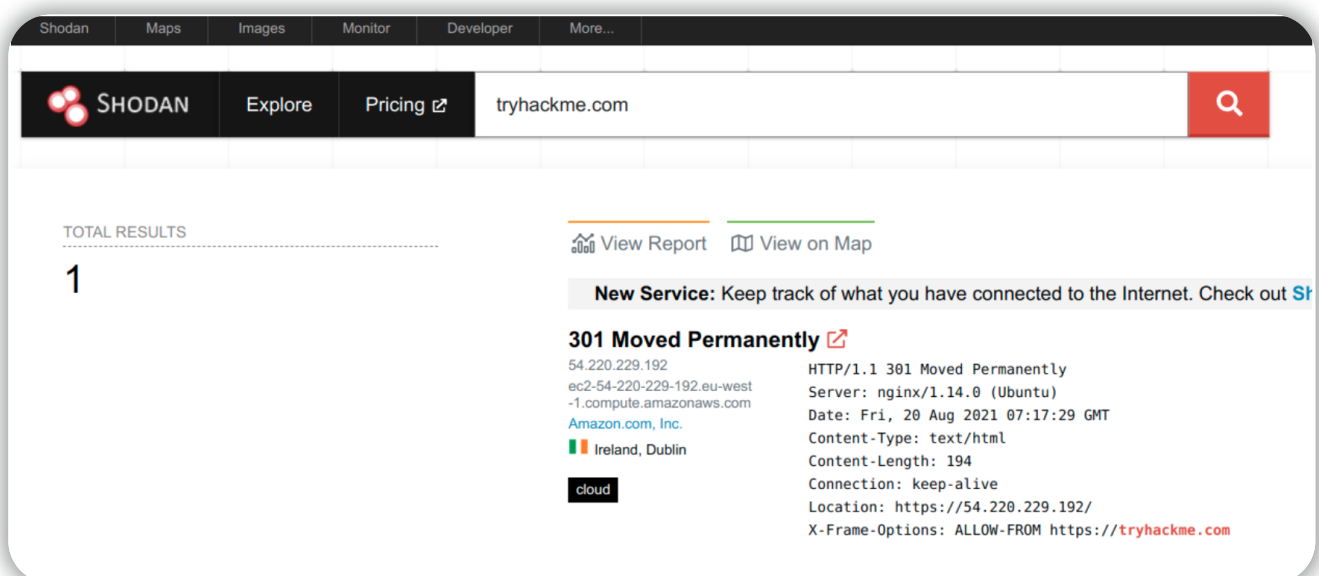 Shodan Maps Images Monitor Developer More...
SHODAN Explore Pricing tryhackme.com
TOTAL RESULTS
1
View Report View on Map
New Service: Keep track of what you have connected to the Internet. Check out
301 Moved Permanently
54.220.229.192
ec2-54-220-229-192.eu-west
-1.compute.amazonaws.com
Amazon.com, Inc.
Ireland, Dublin
cloud
HTTP/1.1 301 Moved Permanently
Server: nginx/1.14.0 (Ubuntu)
Date: Fri, 20 Aug 2021 07:17:29 GMT
Content-Type: text/html
Content-Length: 194
Connection: keep-alive
Location: https://54.220.229.192/
X-Frame-Options: ALLOW-FROM https://tryhackme.com